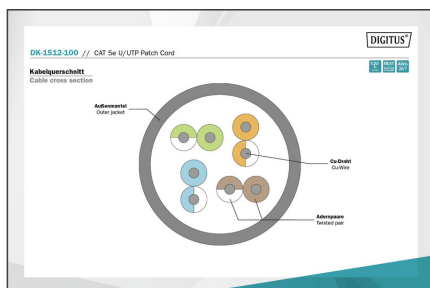 DIGITUS®
DK-1512-100 // CAT 5e U/UTP Patch Cord
Kabelquerschnitt
Cable cross section
Außenmantel
Outer jacket
Cu-Draht
Cu-Wire
Aderspaare
Twisted pair